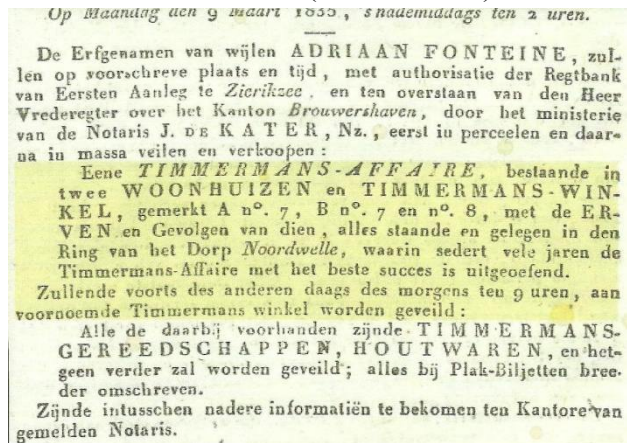 Op Maandag den 9 Maart 1835, 'snademiddags ten 2 uren.
De Erfgenamen van wijlen ADRIAAN FONTEINE, zul-
len op voorschreve plaats en tijd, met authorisatie der Regtbank
van Eersten Aanleg te Zierikzee, en ten overstaan van den Heer
Vrederegter over het Kanton Brouwershaven, door het ministerie
van de Notaris J. DE KATER, Nz., eerst in perceelen en daar-
na in massa veilen en verkoopen :
Eene TIMMERMANS-AFFAIRE, bestaande in
twee WOONHUIZEN en TIMMERMANS-WIN-
KEL, gemerkt A n°. 7, B n°. 7 en n°. 8, met de ER-
VEN en Gevolgen van dien, alles staande en gelegen in den
Ring van het Dorp Noordwelle, waarin sedert vele jaren de
Timmermans-Affaire met het beste succes is uitgeoefend.
Zullende voorts des anderen daags des morgens ten 9 uren, aan
voornoemde Timmermans winkel worden geveild :
Alle de daarbij voorhanden zijnde TIMMERMANS-
GEREEDSCHAPPEN, HOUTWAREN, en het-
geen verder zal worden geveild ; alles bij Plak-Biljetten bree-
der omschreven.
Zijnde intusschen nadere informatiën te bekomen ten Kantore van
gemelden Notaris.